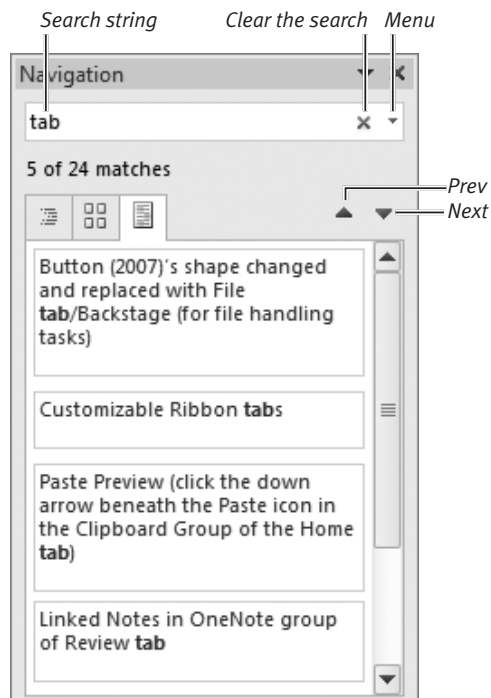 Search string Clear the search Menu
Navigation
tab
5 of 24 matches
Prev
Next
Button (2007)'s shape changed
and replaced with File
tab/Backstage (for file handling
tasks)
Customizable Ribbon tabs
Paste Preview (click the down
arrow beneath the Paste icon in
the Clipboard Group of the Home
tab)
Linked Notes in OneNote group
of Review tab